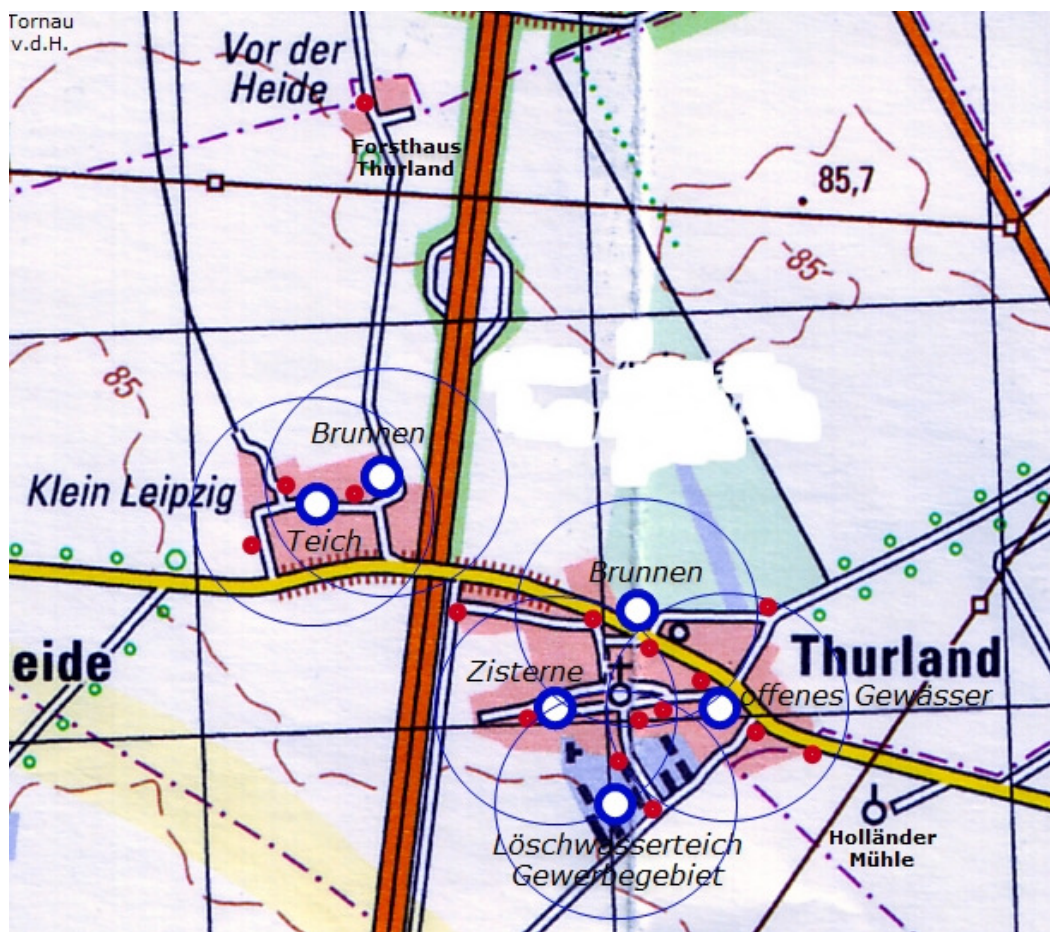 Tornau
v.d.H.
Vor der
Heide
Forsthaus
Thurland
85,7
85
85
Brunnen
Klein Leipzig
Teich
Brunnen
eide
Zisterne
Thurland
offenes Gewässer
Löschwasserteich
Gewerbegebiet
Holländer
Mühle